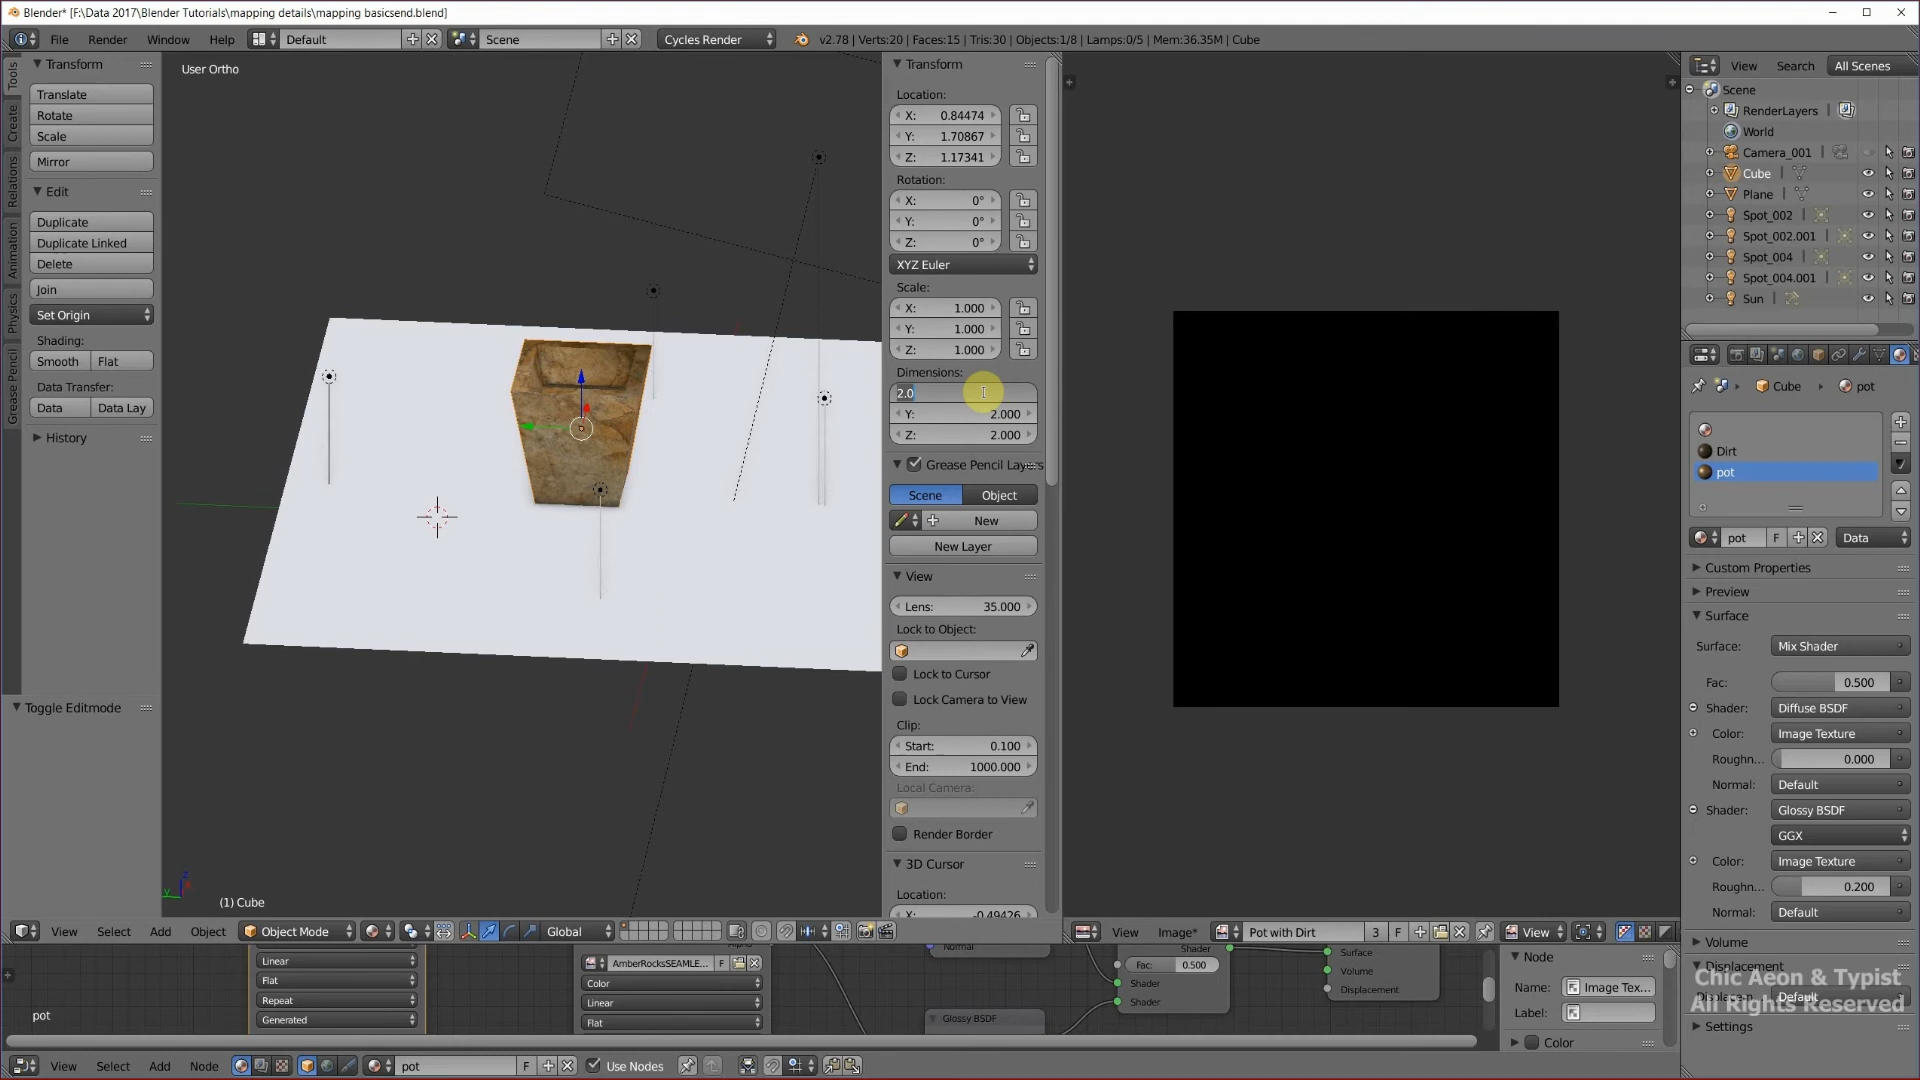 Blender* [F:\Data 2017\Blender Tutorials\mapping details\mapping basicsend.blend]
File Render Window Help Default Scene Cycles Render v2.78 | Verts:20 | Faces:15 | Tris:30 | Objects:1/8 | Lamps:0/5 | Mem:36.35M | Cube
Tools
Create
Relations
Animation
Physics
Grease Pencil
Transform
Translate
Rotate
Scale
Mirror
Edit
Duplicate
Duplicate Linked
Delete
Join
Set Origin
Shading:
Smooth Flat
Data Transfer:
Data Data Lay
History
Toggle Editmode
User Ortho
(1) Cube
Transform
Location:
X: 0.84474
Y: 1.70867
Z: 1.17341
Rotation:
X: 0°
Y: 0°
Z: 0°
XYZ Euler
Scale:
X: 1.000
Y: 1.000
Z: 1.000
Dimensions:
2.0
Y: 2.000
Z: 2.000
Grease Pencil Layers
Scene Object
New
New Layer
View
Lens: 35.000
Lock to Object:
Lock to Cursor
Lock Camera to View
Clip:
Start: 0.100
End: 1000.000
Local Camera:
Render Border
3D Cursor
Location:
X: -0.49426
View Select Add Object Object Mode Global
View Image* Pot with Dirt 3 F View
View Search All Scenes
Scene
RenderLayers
World
Camera_001
Cube
Plane
Spot_002
Spot_002.001
Spot_004
Spot_004.001
Sun
Cube pot
Dirt
pot
pot F Data
Custom Properties
Preview
Surface
Surface: Mix Shader
Fac: 0.500
Shader: Diffuse BSDF
Color: Image Texture
Roughn... 0.000
Normal: Default
Shader: Glossy BSDF
GGX
Color: Image Texture
Roughn... 0.200
Normal: Default
Volume
Displacement
Default
Settings
Linear
Flat
Repeat
Generated
AmberRocksSEAMLE... F
Color
Linear
Flat
Normal
Glossy BSDF
Shader
Fac: 0.500
Shader
Shader
Surface
Volume
Displacement
Node
Name: Image Tex...
Label:
Color
pot
View Select Add Node pot F Use Nodes
Chic Aeon & Typist
All Rights Reserved